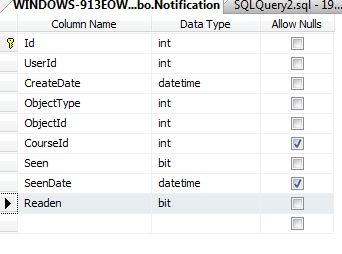 WINDOWS-913EOW...bo.Notification SQLQuery2.sql - 19...
Column Name Data Type Allow Nulls
Id int
UserId int
CreateDate datetime
ObjectType int
ObjectId int
CourseId int
Seen bit
SeenDate datetime
Readen bit